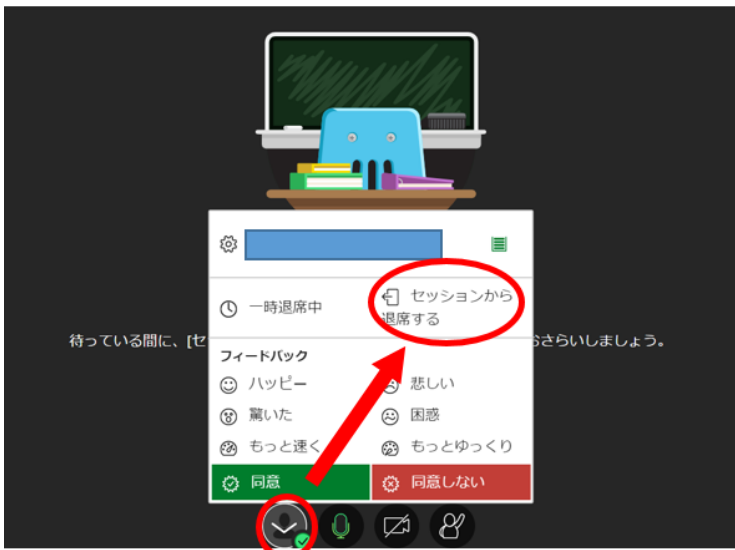 一時退席中
セッションから
退席する
待っている間に、[セ
おさらいしましょう。
フィードバック
ハッピー
悲しい
驚いた
困惑
もっと速く
もっとゆっくり
同意
同意しない